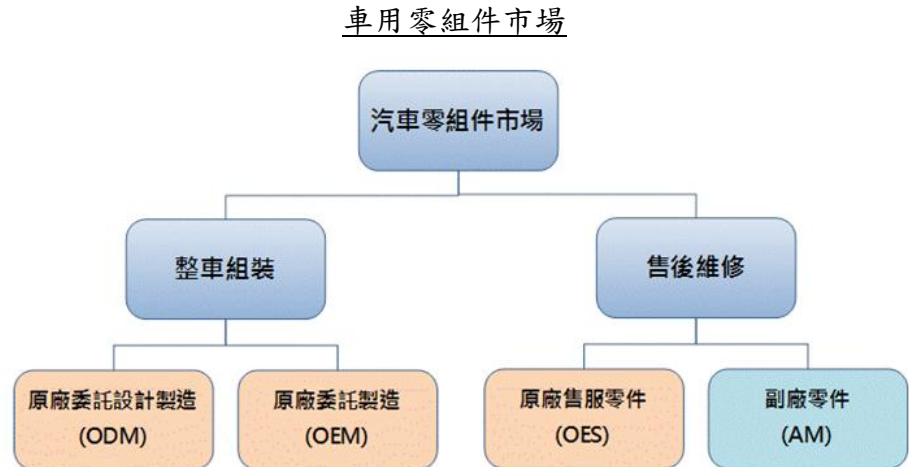 車用零組件市場
汽車零組件市場
整車組裝
售後維修
原廠委託設計製造
(ODM)
原廠委託製造
(OEM)
原廠售服零件
(OES)
副廠零件
(AM)